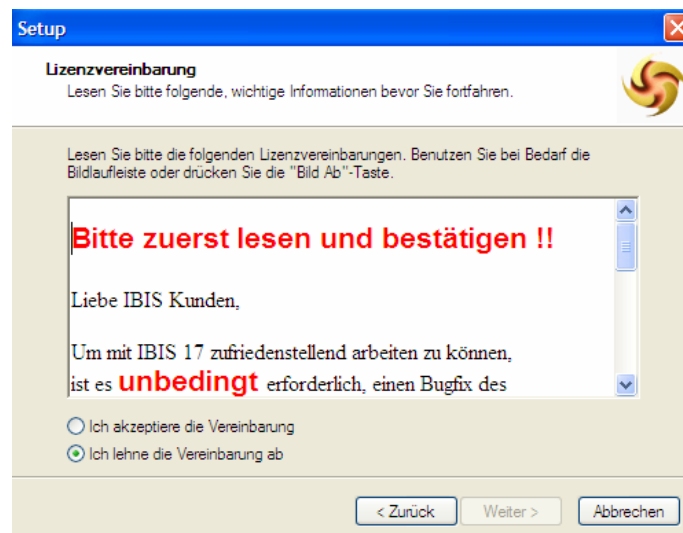 Setup
Lizenzvereinbarung
Lesen Sie bitte folgende, wichtige Informationen bevor Sie fortfahren.
Lesen Sie bitte die folgenden Lizenzvereinbarungen. Benutzen Sie bei Bedarf die
Bildlaufleiste oder drücken Sie die "Bild Ab"-Taste.
Bitte zuerst lesen und bestätigen !!
Liebe IBIS Kunden,
Um mit IBIS 17 zufriedenstellend arbeiten zu können,
ist es unbedingt erforderlich, einen Bugfix des
Ich akzeptiere die Vereinbarung
Ich lehne die Vereinbarung ab
< Zurück Weiter > Abbrechen